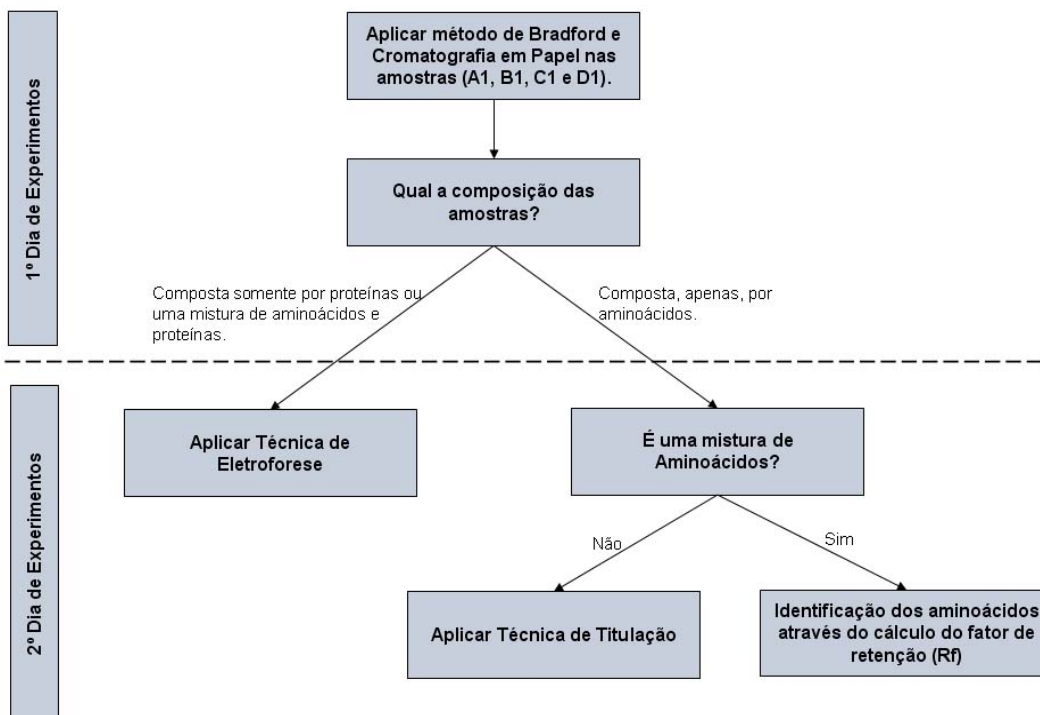 1º Dia de Experimentos
Aplicar método de Bradford e
Cromatografia em Papel nas
amostras (A1, B1, C1 e D1).
Qual a composição das
amostras?
Composta somente por proteínas ou
uma mistura de aminoácidos e
proteínas.
Composta, apenas, por
aminoácidos.
2º Dia de Experimentos
Aplicar Técnica de
Eletroforese
É uma mistura de
Aminoácidos?
Não
Sim
Aplicar Técnica de Titulação
Identificação dos aminoácidos
através do cálculo do fator de
retenção (Rf)